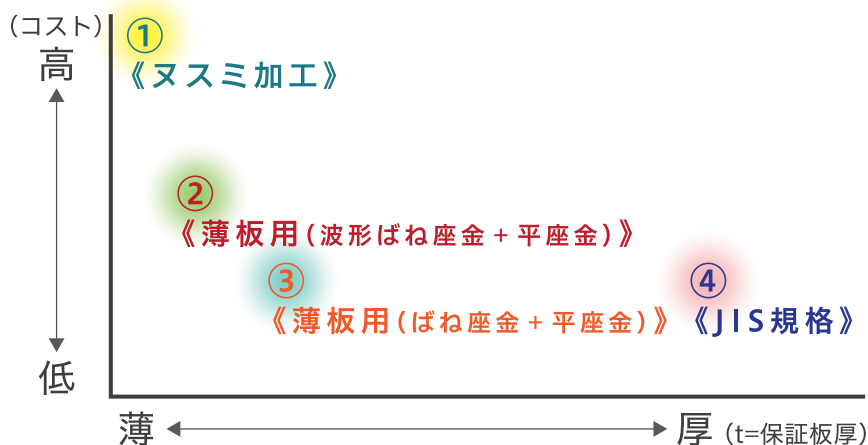 （コスト）
高
①
《ヌスミ加工》
②
《薄板用（波形ばね座金＋平座金）》
③
《薄板用（ばね座金＋平座金）》
④
《JIS規格》
低
薄
厚（t=保証板厚）